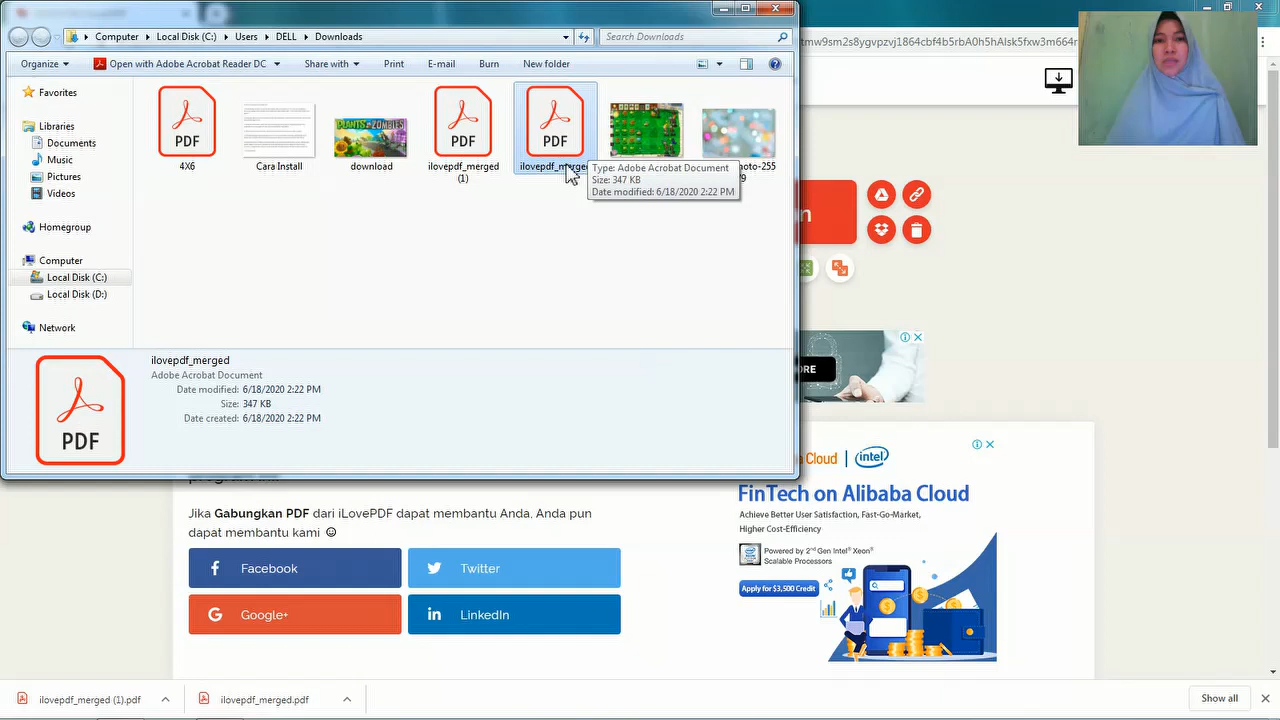 Computer
Local Disk (C:)
Users
DELL
Downloads
Search Downloads
tmw9sm2s8ygvpzvj1864cbf4b5rbA0h5hAlsk5fxw3m664r
Organize
Open with Adobe Acrobat Reader DC
Share with
Print
E-mail
Burn
New folder
Favorites
Libraries
Documents
Music
Pictures
Videos
Homegroup
Computer
Local Disk (C:)
Local Disk (D:)
Network
PDF
4X6
Cara Install
PLANTS ZOMBIES
download
PDF
ilovepdf_merged
(1)
PDF
ilovepdf_merged
hoto-255
Type: Adobe Acrobat Document
Size: 347 KB
Date modified: 6/18/2020 2:22 PM
n
ORE
PDF
ilovepdf_merged
Adobe Acrobat Document
Date modified: 6/18/2020 2:22 PM
Size: 347 KB
Date created: 6/18/2020 2:22 PM
Jika Gabungkan PDF dari iLovePDF dapat membantu Anda, Anda pun
dapat membantu kami
Facebook
Twitter
Google+
LinkedIn
Cloud | intel
FinTech on Alibaba Cloud
Achieve Better User Satisfaction, Fast-Go-Market,
Higher Cost-Efficiency
Powered by 2nd Gen Intel® Xeon®
Scalable Processors
Apply for $3,500 Credit
ilovepdf_merged (1).pdf
ilovepdf_merged.pdf
Show all